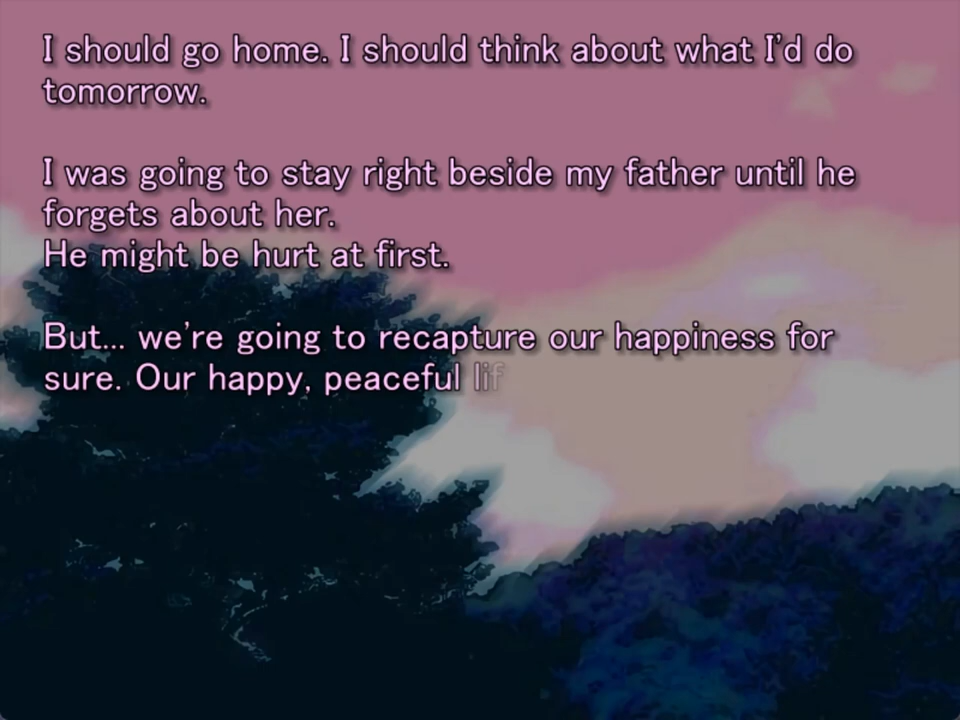 I should go home. I should think about what I'd do
tomorrow.
I was going to stay right beside my father until he
forgets about her.
He might be hurt at first.
But... we're going to recapture our happiness for
sure. Our happy, peaceful lif